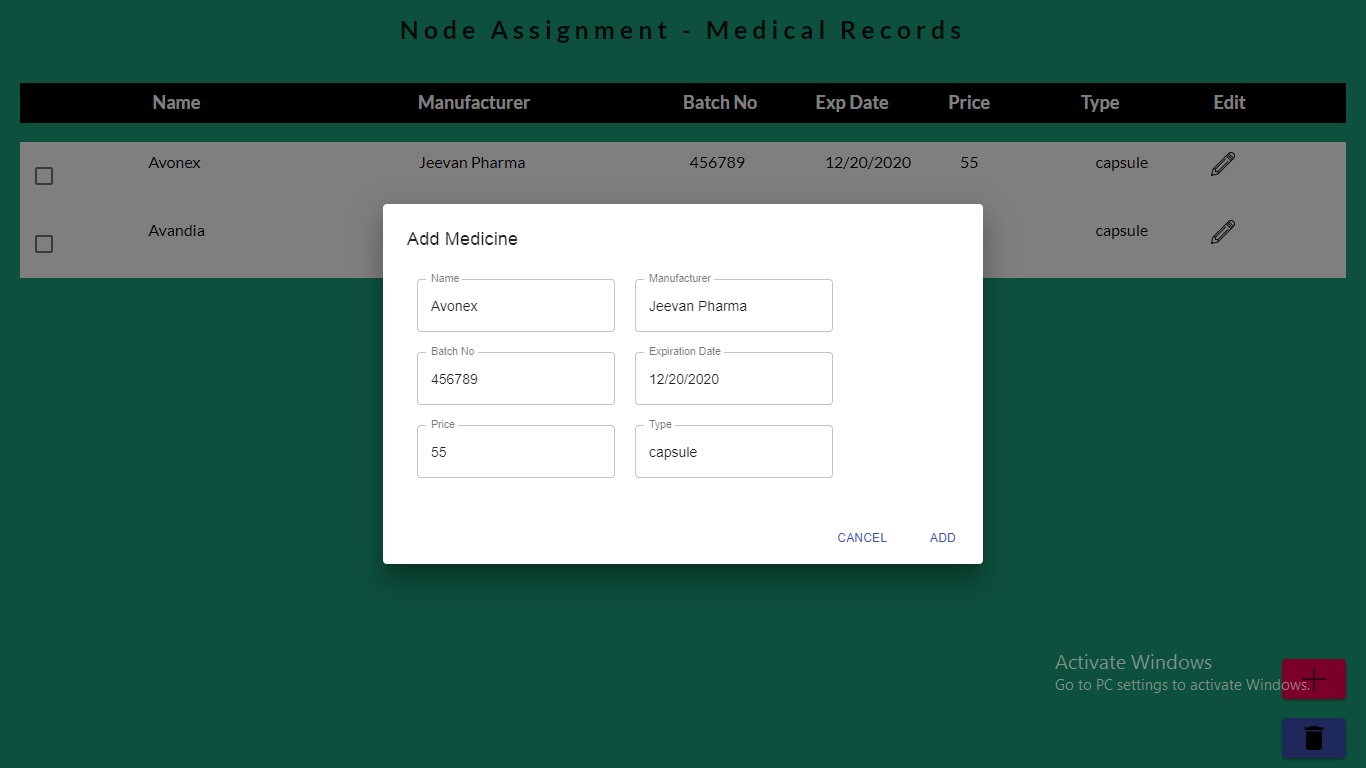 Node Assignment - Medical Records
Name Manufacturer Batch No Exp Date Price Type Edit
Avonex Jeevan Pharma 456789 12/20/2020 55 capsule
Avandia capsule
Add Medicine
Name Manufacturer
Avonex Jeevan Pharma
Batch No Expiration Date
456789 12/20/2020
Price Type
55 capsule
CANCEL ADD
Activate Windows
Go to PC settings to activate Windows.